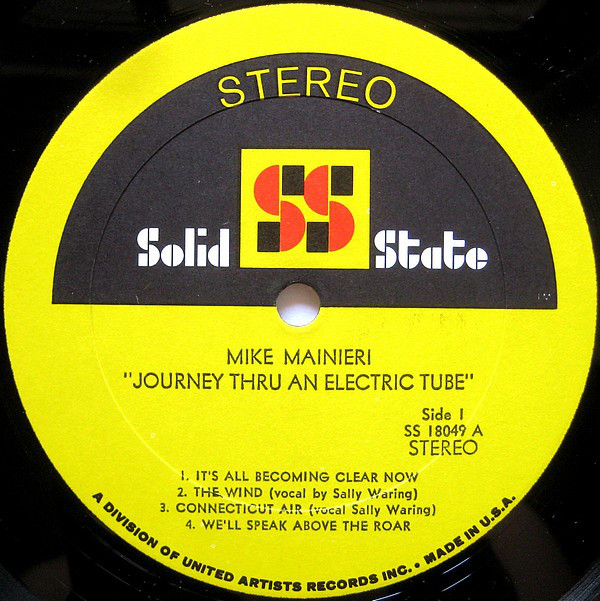 STEREO
SS
Solid State
MIKE MAINIERI
"JOURNEY THRU AN ELECTRIC TUBE"
Side 1
SS 18049 A
STEREO
1. IT'S ALL BECOMING CLEAR NOW
2. THE WIND (vocal by Sally Waring)
3. CONNECTICUT AIR (vocal Sally Waring)
4. WE'LL SPEAK ABOVE THE ROAR
A DIVISION OF UNITED ARTISTS RECORDS INC. • MADE IN U.S.A.